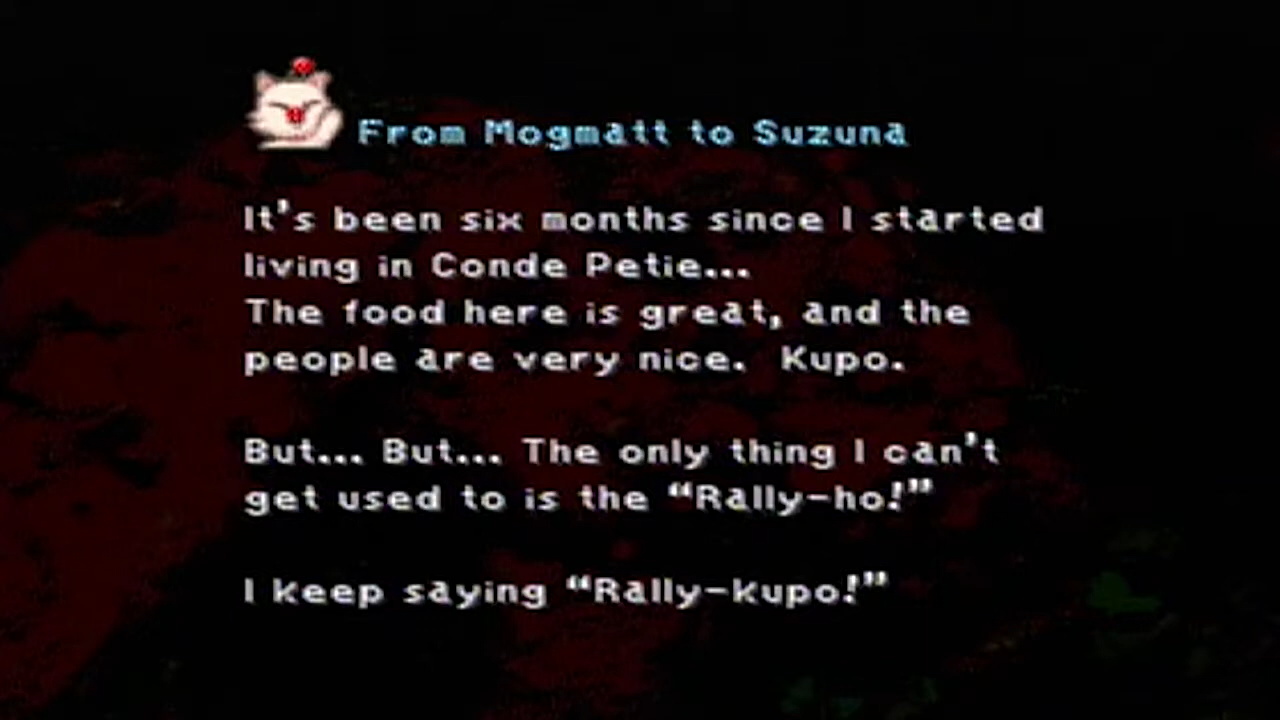 From Mogmatt to Suzuna
It's been six months since I started
living in Conde Petie...
The food here is great, and the
people are very nice.  Kupo.
But... But... The only thing I can't
get used to is the “Rally-ho!”
I keep saying “Rally-kupo!”